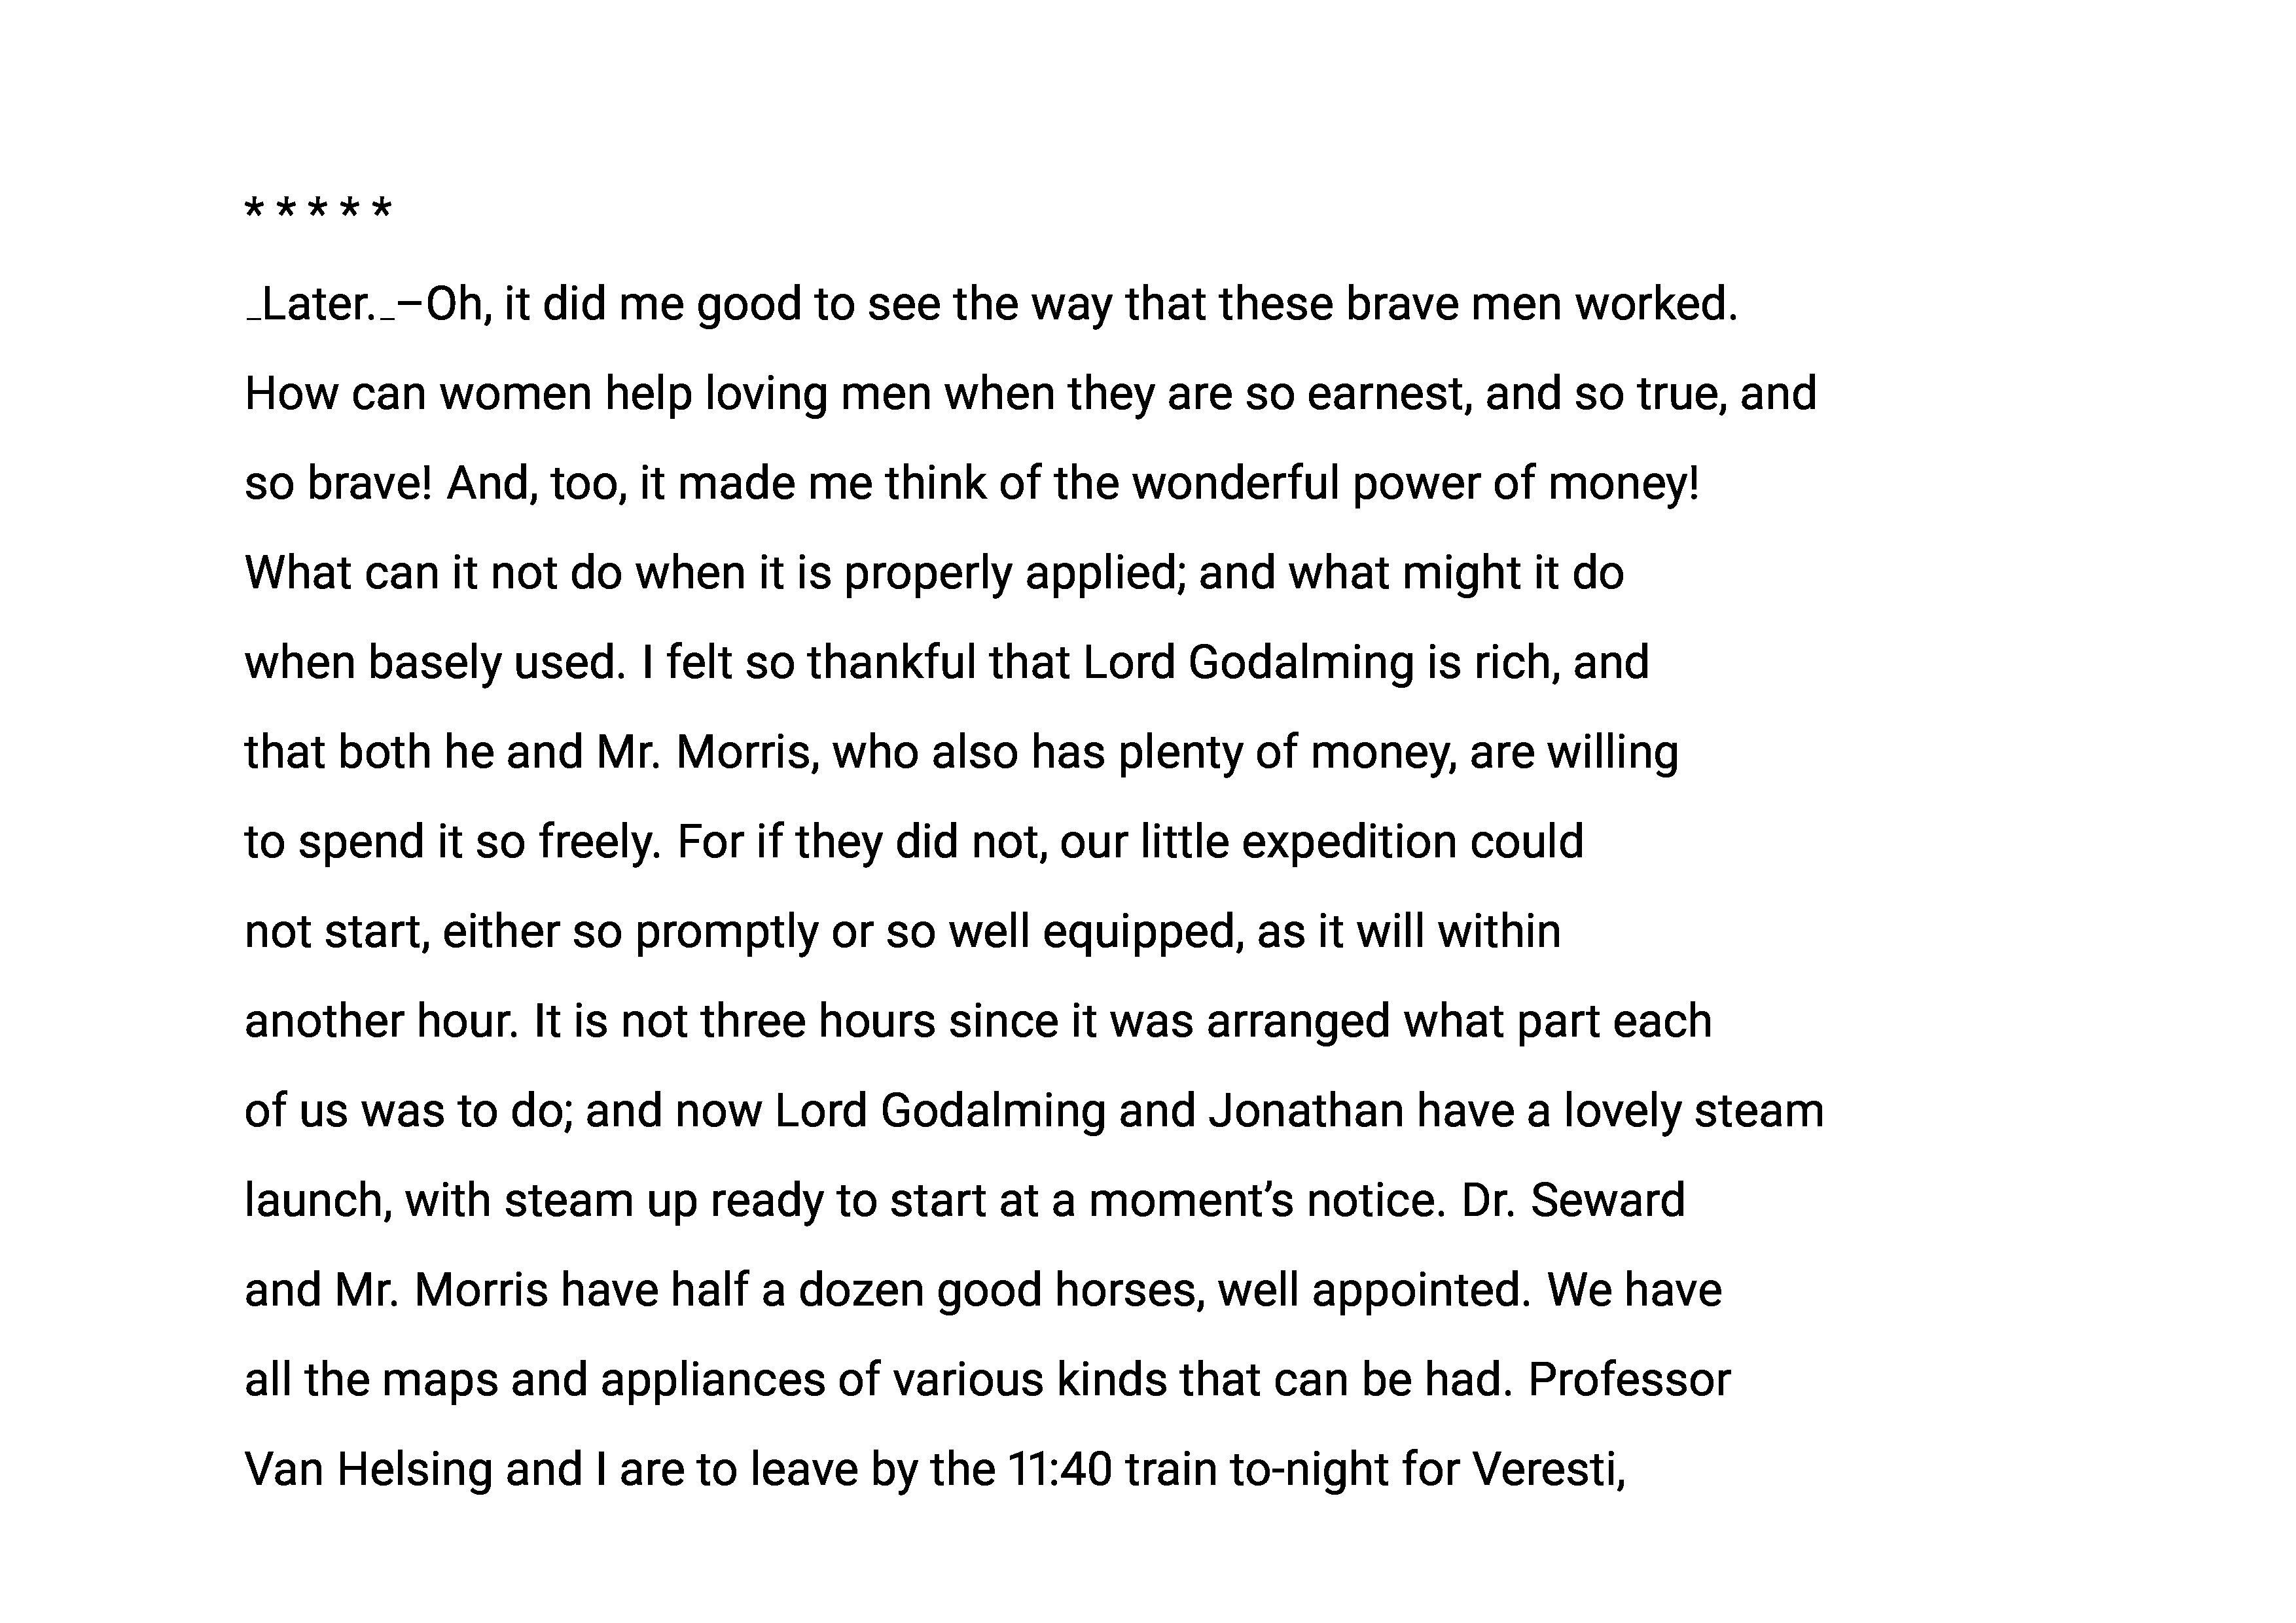 * * * * *
_Later._–Oh, it did me good to see the way that these brave men worked.
How can women help loving men when they are so earnest, and so true, and
so brave! And, too, it made me think of the wonderful power of money!
What can it not do when it is properly applied; and what might it do
when basely used. I felt so thankful that Lord Godalming is rich, and
that both he and Mr. Morris, who also has plenty of money, are willing
to spend it so freely. For if they did not, our little expedition could
not start, either so promptly or so well equipped, as it will within
another hour. It is not three hours since it was arranged what part each
of us was to do; and now Lord Godalming and Jonathan have a lovely steam
launch, with steam up ready to start at a moment’s notice. Dr. Seward
and Mr. Morris have half a dozen good horses, well appointed. We have
all the maps and appliances of various kinds that can be had. Professor
Van Helsing and I are to leave by the 11:40 train to-night for Veresti,